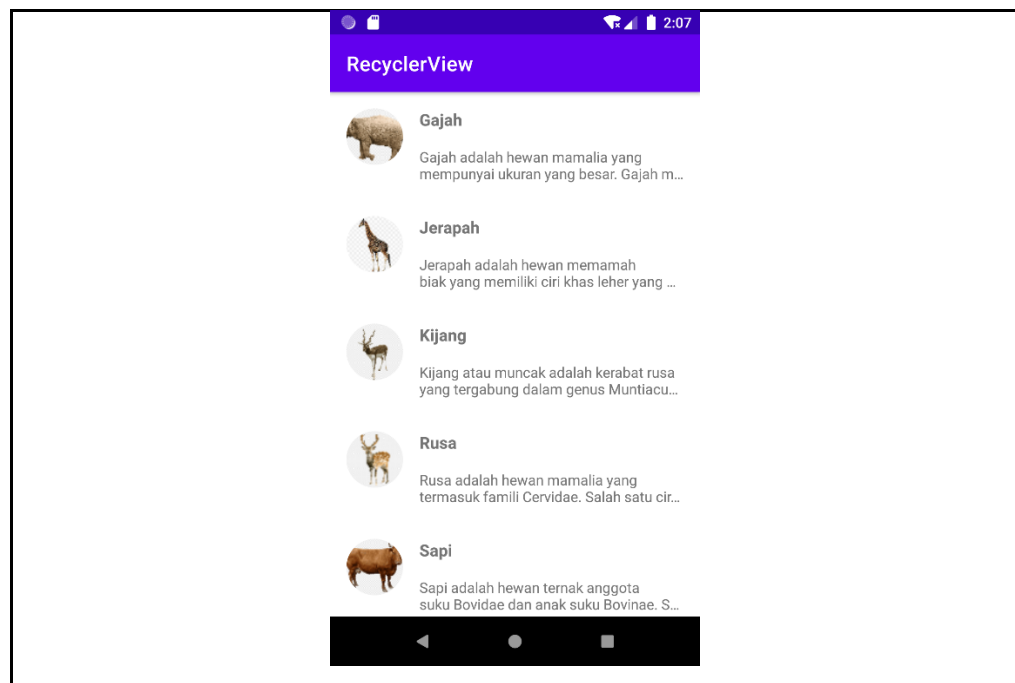 2:07
RecyclerView
Gajah
Gajah adalah hewan mamalia yang
mempunyai ukuran yang besar. Gajah m...
Jerapah
Jerapah adalah hewan memamah
biak yang memiliki ciri khas leher yang ...
Kijang
Kijang atau muncak adalah kerabat rusa
yang tergabung dalam genus Muntiacu...
Rusa
Rusa adalah hewan mamalia yang
termasuk famili Cervidae. Salah satu cir...
Sapi
Sapi adalah hewan ternak anggota
suku Bovidae dan anak suku Bovinae. S...